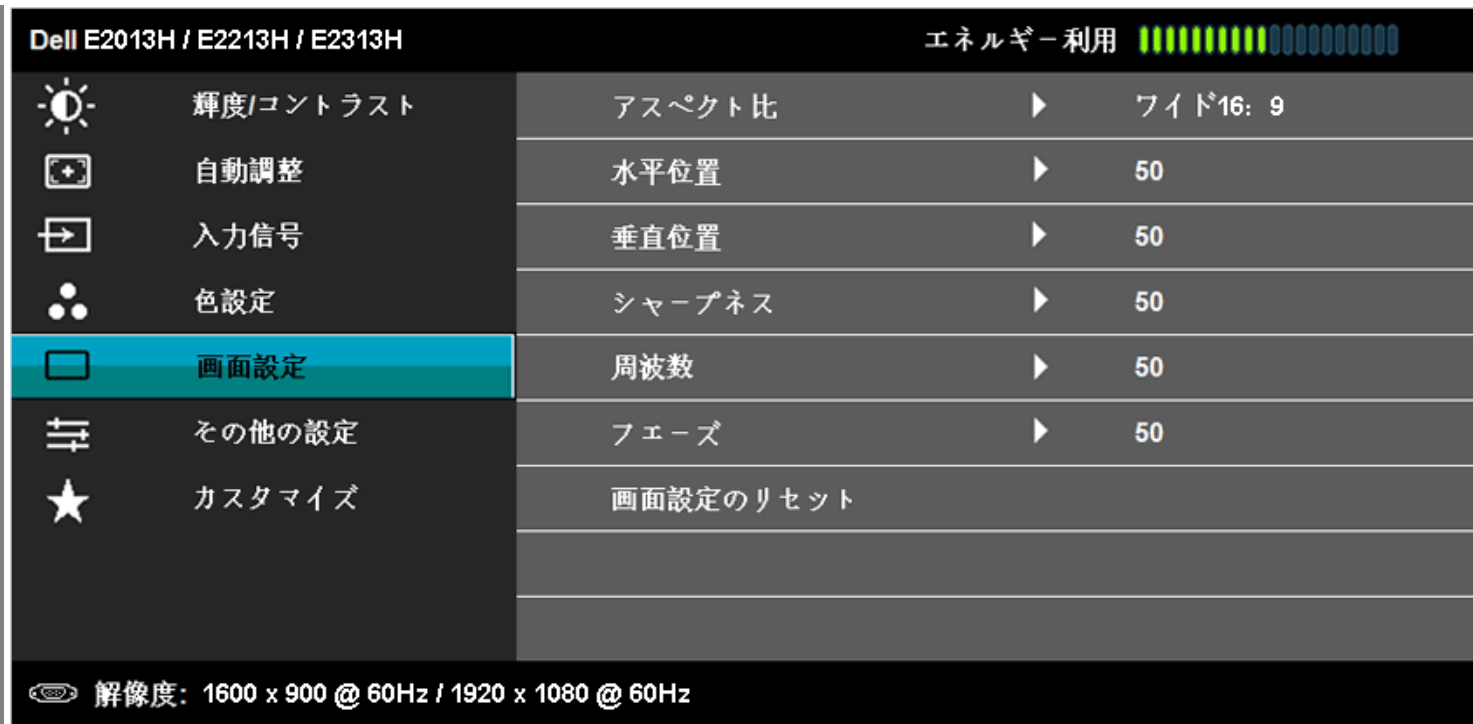 Dell E2013H / E2213H / E2313H エネルギー利用
輝度/コントラスト アスペクト比 ワイド16：9
自動調整 水平位置 50
入力信号 垂直位置 50
色設定 シャープネス 50
画面設定 周波数 50
その他の設定 フエーズ 50
カスタマイズ 画面設定のリセット
解像度：1600 x 900 @ 60Hz / 1920 x 1080 @ 60Hz